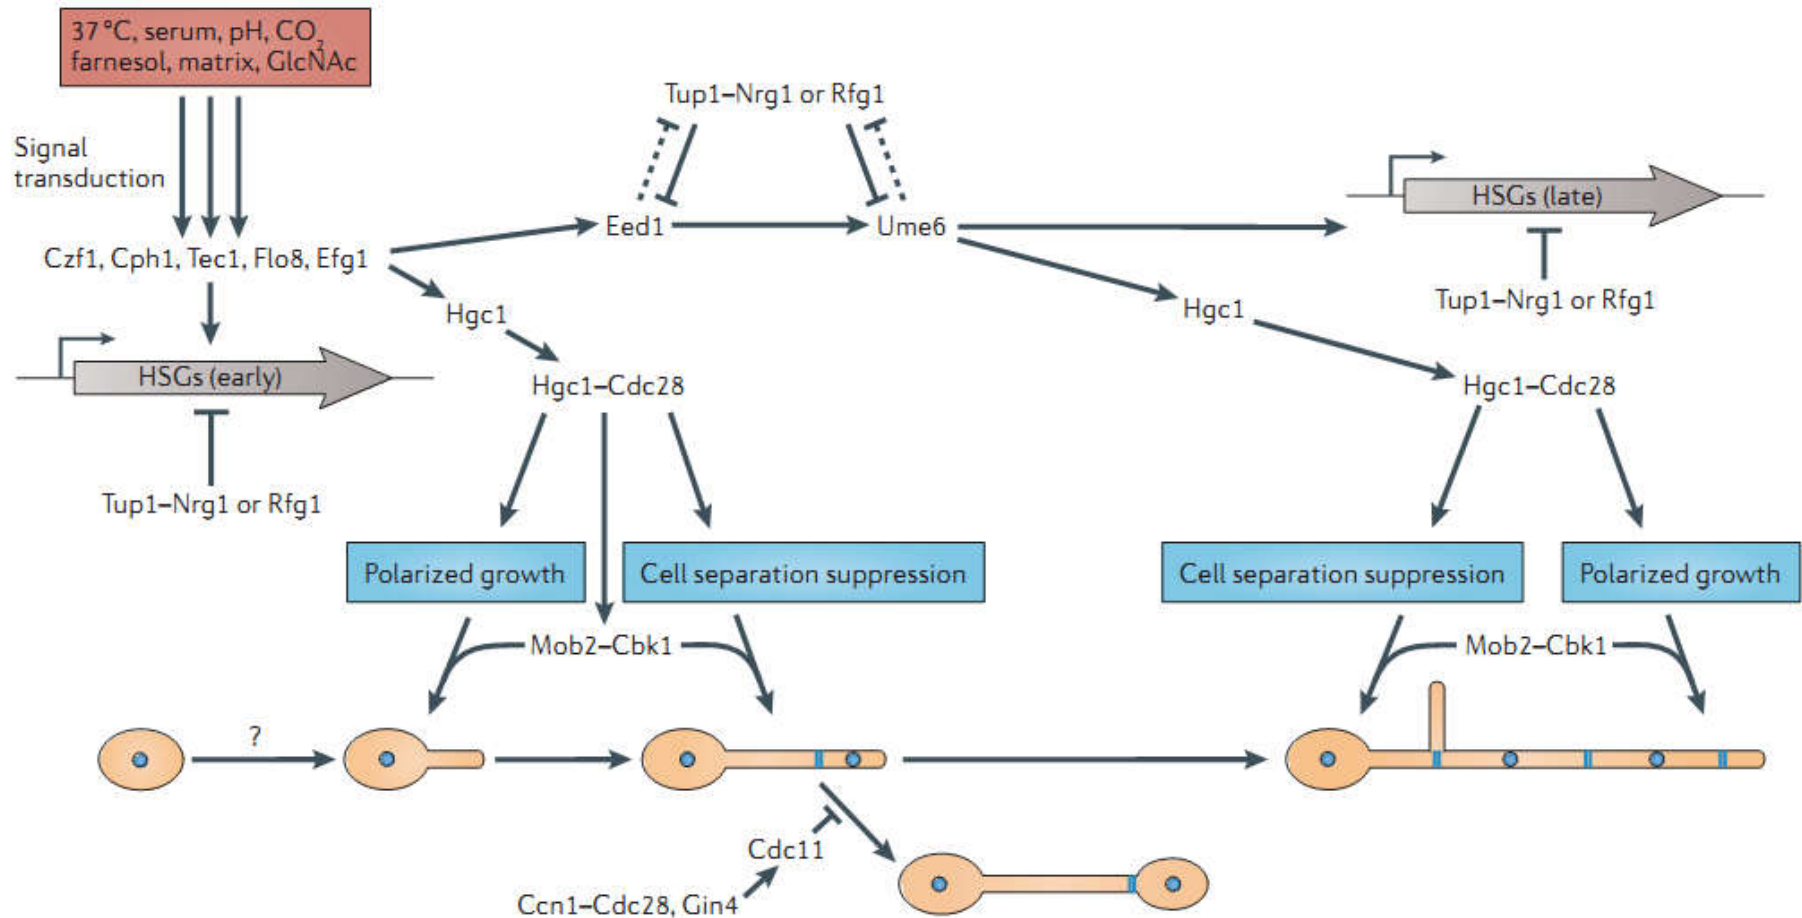 37 °C, serum, pH, CO2
farnesol, matrix, GlcNAc
Signal
transduction
Tup1–Nrg1 or Rfg1
Czf1, Cph1, Tec1, Flo8, Efg1
Eed1
Ume6
HSGs (late)
Tup1–Nrg1 or Rfg1
Hgc1
Hgc1
HSGs (early)
Hgc1–Cdc28
Hgc1–Cdc28
Tup1–Nrg1 or Rfg1
Polarized growth
Cell separation suppression
Cell separation suppression
Polarized growth
Mob2–Cbk1
Mob2–Cbk1
?
Cdc11
Ccn1–Cdc28, Gin4